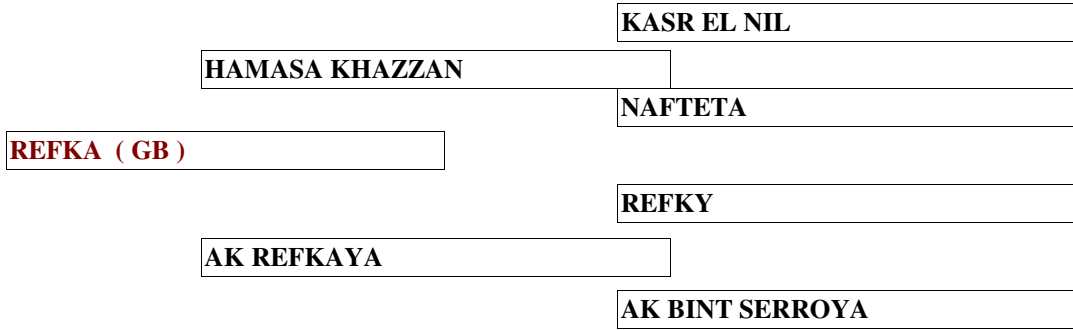 KASR EL NIL
HAMASA KHAZZAN
NAFTETA
REFKA ( GB )
REFKY
AK REFKAYA
AK BINT SERROYA